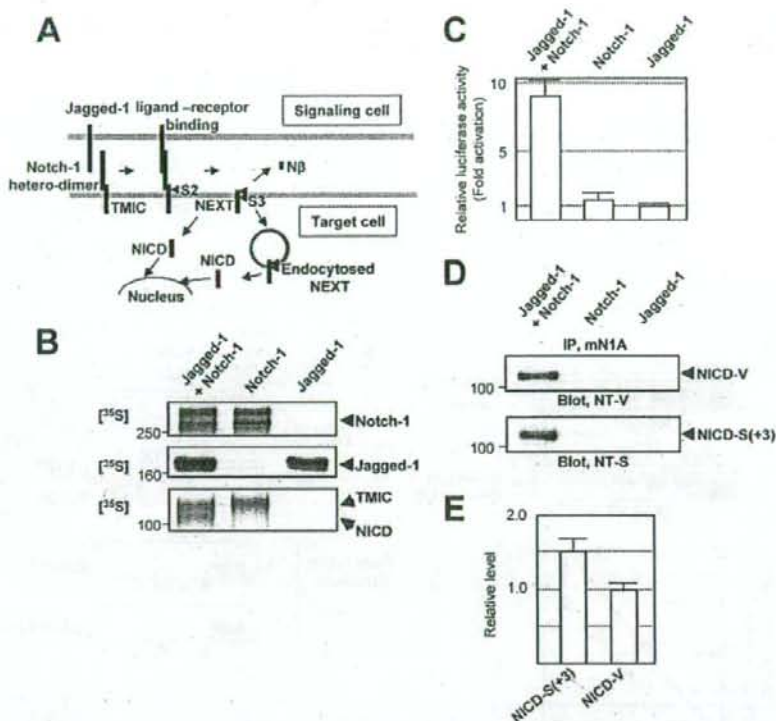 A
Jagged-1 ligand –receptor
binding
Signaling cell
Notch-1
hetero-dimer
TMIC
S2
NEXT
S3
Nβ
Target cell
NICD
NICD
Endocytosed
NEXT
Nucleus
B
Jagged-1
+ Notch-1
Notch-1
Jagged-1
[35S]
250
Notch-1
[35S]
160
Jagged-1
[35S]
100
TMIC
NICD
C
Jagged-1
+ Notch-1
Notch-1
Jagged-1
Relative luciferase activity
(Fold activation)
10
5
1
D
Jagged-1
+ Notch-1
Notch-1
Jagged-1
IP, mN1A
100
NICD-V
Blot, NT-V
100
NICD-S(+3)
Blot, NT-S
E
Relative level
2.0
1.0
NICD-S(+3)
NICD-V